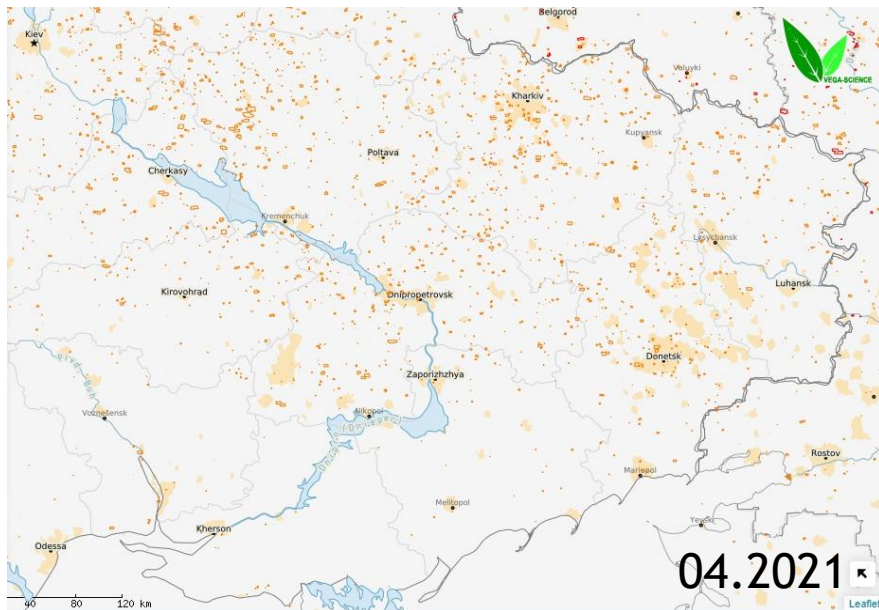 Belgorod
Kiev
Valuyki
VEGA-SCIENCE
Kharkiv
Kupyansk
Poltava
Cherkasy
Kremenchuk
Lysychansk
Luhansk
Kirovohrad
Dnipropetrovsk
Donetsk
Zaporizhzhya
Voznesensk
Nikopol
Rostov
Mariupol
Melitopol
Yeysk
Kherson
Odessa
04.2021
40 80 120 km
Leaflet